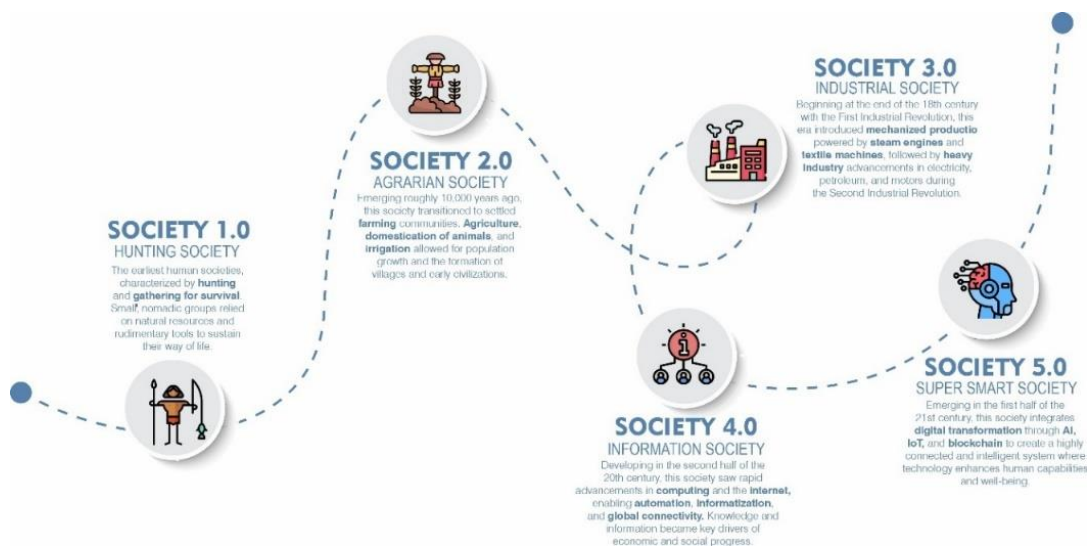 SOCIETY 1.0
HUNTING SOCIETY
The earliest human societies,
characterized by hunting
and gathering for survival.
Small, nomadic groups relied
on natural resources and
rudimentary tools to sustain
their way of life.
SOCIETY 2.0
AGRARIAN SOCIETY
Emerging roughly 10,000 years ago,
this society transitioned to settled
farming communities. Agriculture,
domestication of animals, and
irrigation allowed for population
growth and the formation of
villages and early civilizations.
SOCIETY 3.0
INDUSTRIAL SOCIETY
Beginning at the end of the 18th century
with the First Industrial Revolution, this
era introduced mechanized productio
powered by steam engines and
textile machines, followed by heavy
industry advancements in electricity,
petroleum, and motors during
the Second Industrial Revolution.
i
SOCIETY 4.0
INFORMATION SOCIETY
Developing in the second half of the
20th century, this society saw rapid
advancements in computing and the internet,
enabling automation, informatization,
and global connectivity. Knowledge and
information became key drivers of
economic and social progress.
SOCIETY 5.0
SUPER SMART SOCIETY
Emerging in the first half of the
21st century, this society integrates
digital transformation through AI,
IoT, and blockchain to create a highly
connected and intelligent system where
technology enhances human capabilities
and well-being.